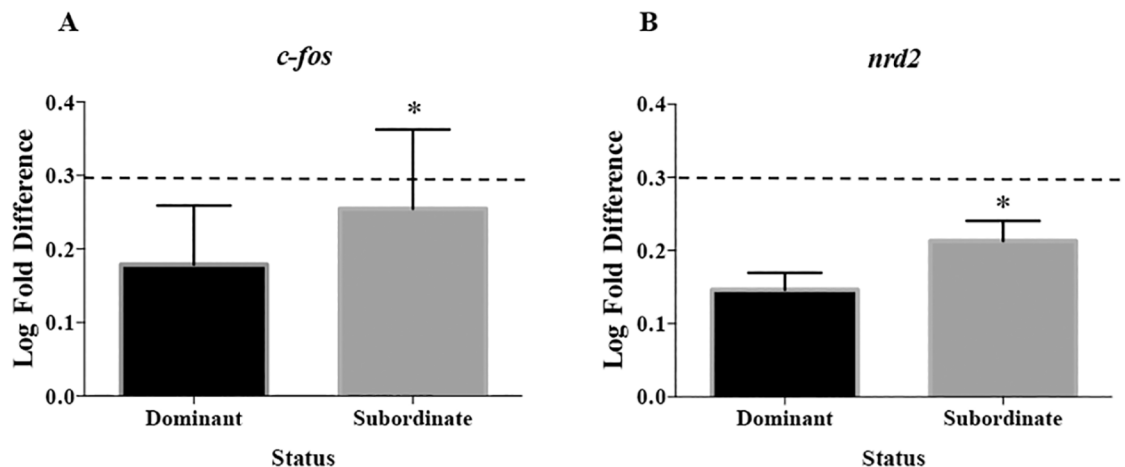 A
c-fos
Log Fold Difference
0.4
0.3
0.2
0.1
0.0
*
Dominant
Subordinate
Status
B
nrd2
Log Fold Difference
0.4
0.3
0.2
0.1
0.0
*
Dominant
Subordinate
Status